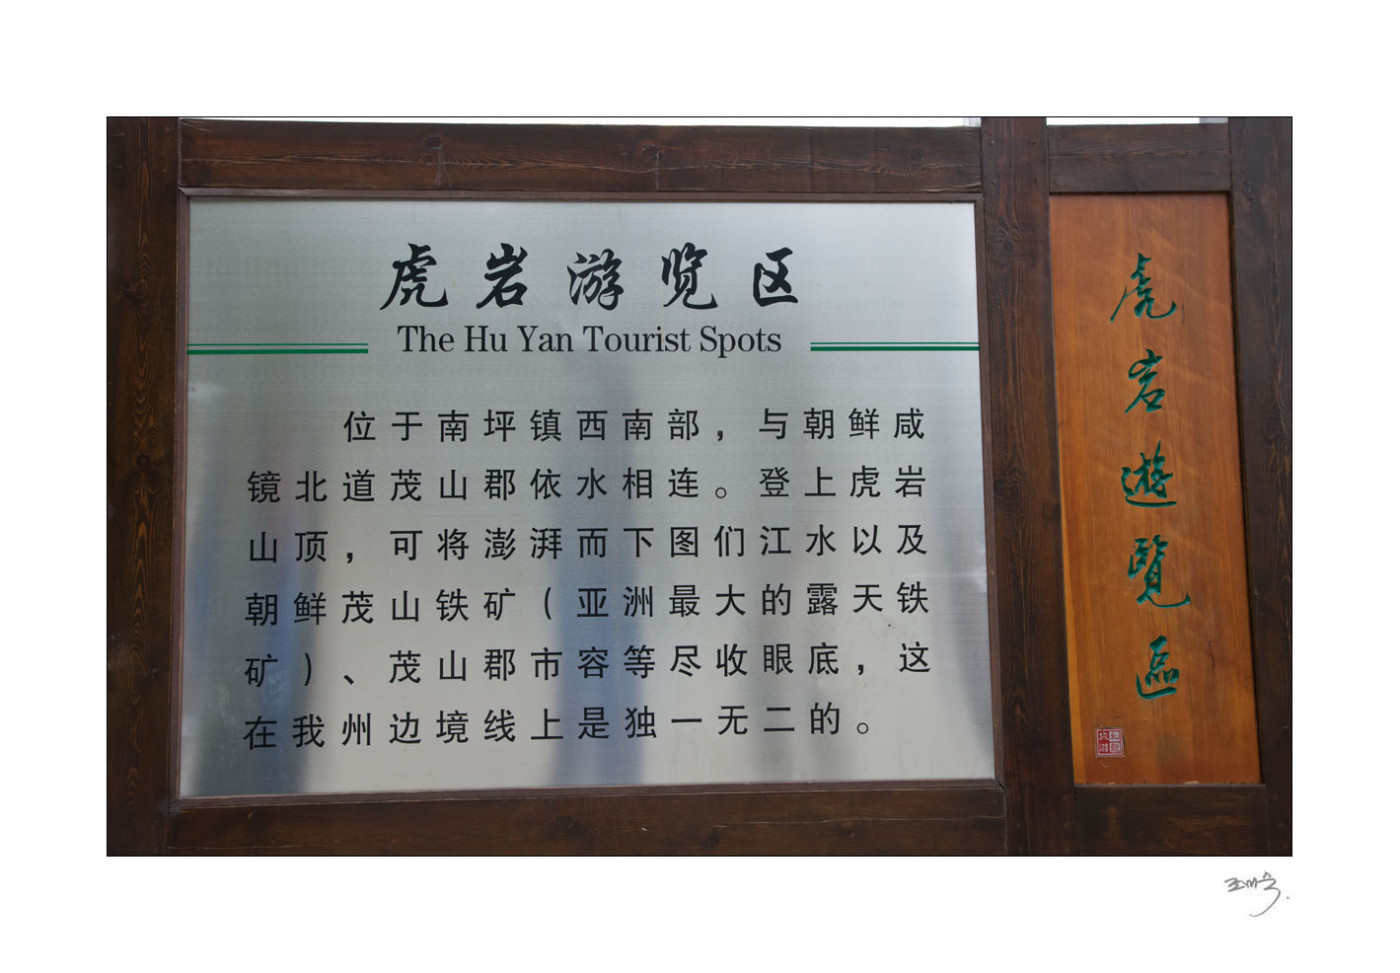 虎岩游览区
The Hu Yan Tourist Spots
位于南坪镇西南部，与朝鲜咸
镜北道茂山郡依水相连。登上虎岩
山顶，可将澎湃而下图们江水以及
朝鲜茂山铁矿（亚洲最大的露天铁
矿）、茂山郡市容等尽收眼底，这
在我州边境线上是独一无二的。
虎岩遊覽區